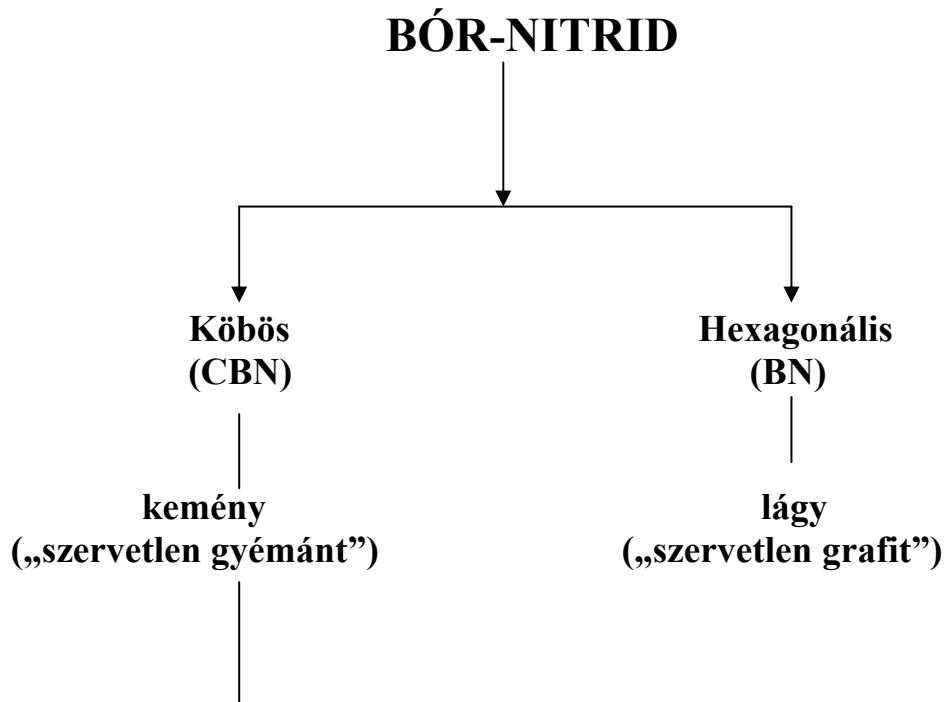 BÓR-NITRID
Köbös
(CBN)
Hexagonális
(BN)
kemény
(„szervetlen gyémánt”)
lágy
(„szervetlen grafit”)